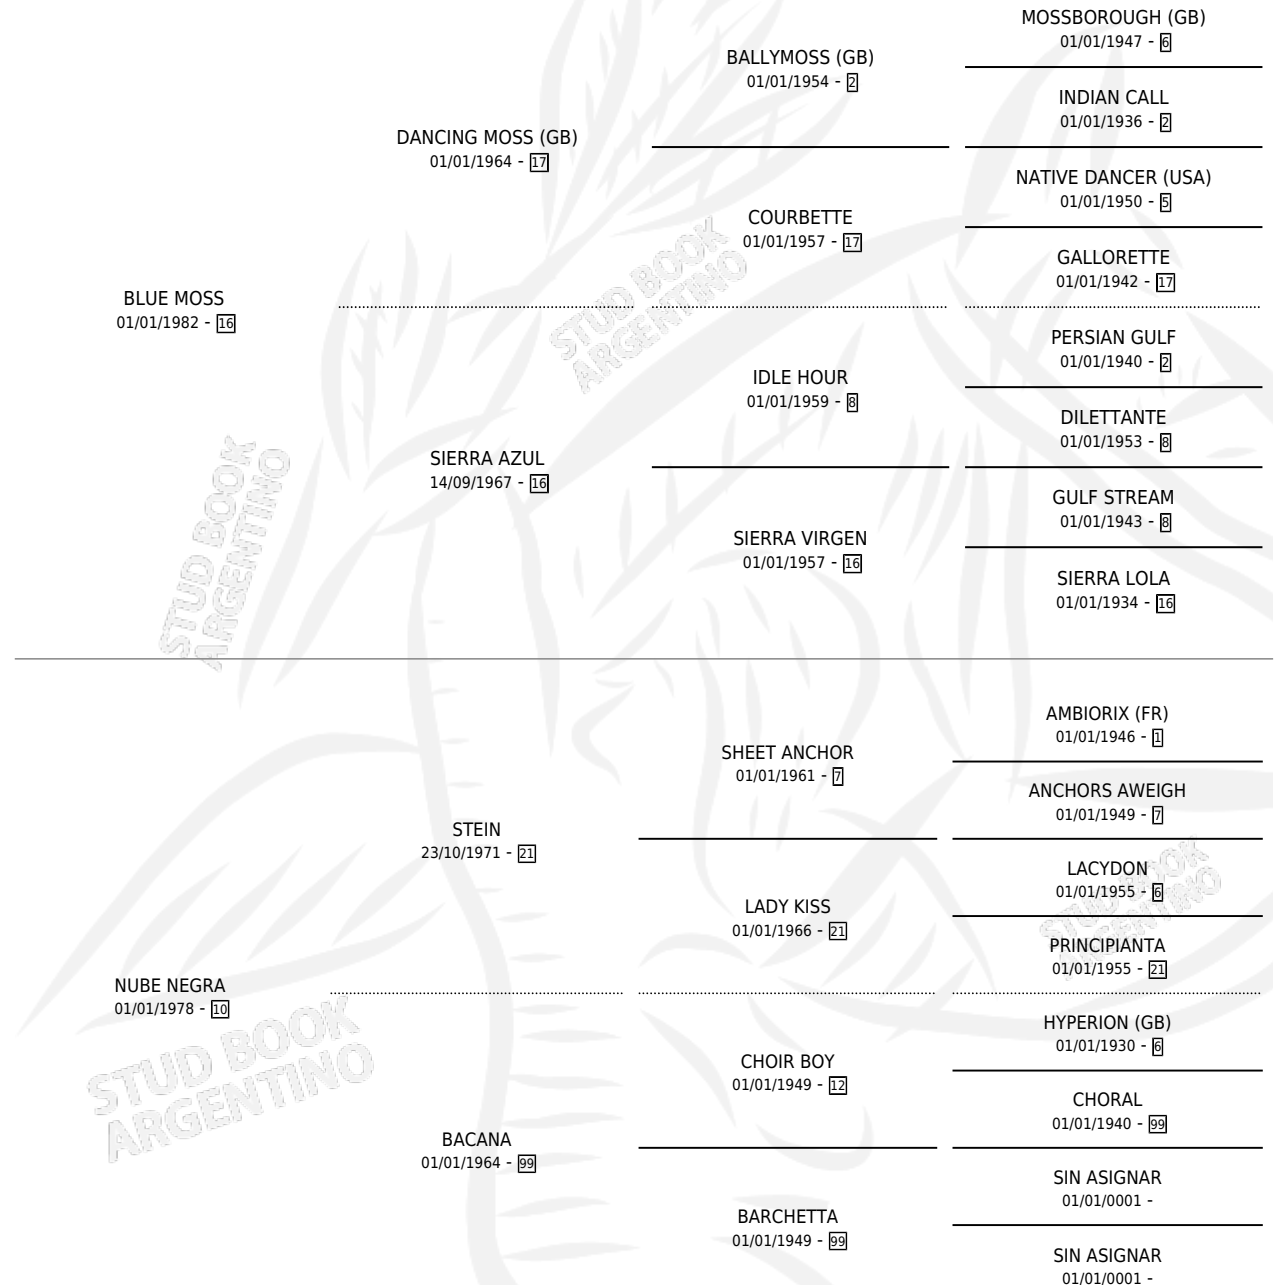 MOSSBOROUGH (GB)
01/01/1947 - 6
BALLYMOSS (GB)
01/01/1954 - 2
INDIAN CALL
01/01/1936 - 2
DANCING MOSS (GB)
01/01/1964 - 17
NATIVE DANCER (USA)
01/01/1950 - 5
COURBETTE
01/01/1957 - 17
GALLORETTE
01/01/1942 - 17
BLUE MOSS
01/01/1982 - 16
STUD BOOK
ARGENTINO
PERSIAN GULF
01/01/1940 - 2
IDLE HOUR
01/01/1959 - 8
DILETTANTE
01/01/1953 - 8
SIERRA AZUL
14/09/1967 - 16
GULF STREAM
01/01/1943 - 8
SIERRA VIRGEN
01/01/1957 - 16
SIERRA LOLA
01/01/1934 - 16
STUD BOOK
ARGENTINO
AMBIORIX (FR)
01/01/1946 - 1
SHEET ANCHOR
01/01/1961 - 7
ANCHORS AWEIGH
01/01/1949 - 7
STEIN
23/10/1971 - 21
LACYDON
01/01/1955 - 6
LADY KISS
01/01/1966 - 21
STUD BOOK
ARGENTINO
PRINCIPIANTA
01/01/1955 - 21
NUBE NEGRA
01/01/1978 - 10
STUD BOOK
ARGENTINO
HYPERION (GB)
01/01/1930 - 6
CHOIR BOY
01/01/1949 - 12
CHORAL
01/01/1940 - 99
BACANA
01/01/1964 - 99
SIN ASIGNAR
01/01/0001 -
BARCHETTA
01/01/1949 - 99
SIN ASIGNAR
01/01/0001 -